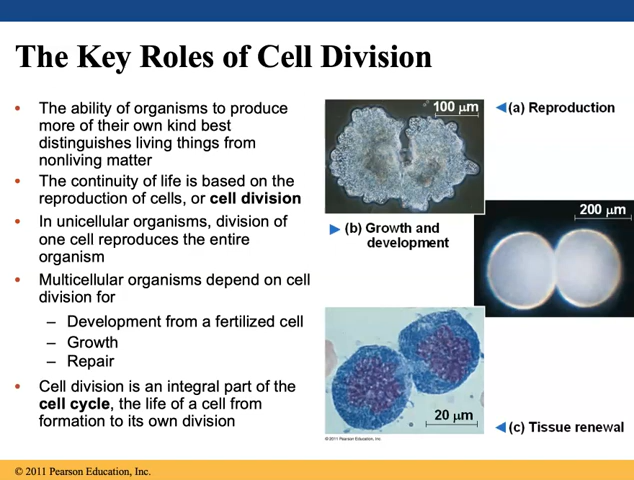 The Key Roles of Cell Division
• The ability of organisms to produce
more of their own kind best
distinguishes living things from
nonliving matter
• The continuity of life is based on the
reproduction of cells, or cell division
• In unicellular organisms, division of
one cell reproduces the entire
organism
• Multicellular organisms depend on cell
division for
– Development from a fertilized cell
– Growth
– Repair
• Cell division is an integral part of the
cell cycle, the life of a cell from
formation to its own division
100 µm
(a) Reproduction
200 µm
(b) Growth and
development
20 µm
(c) Tissue renewal
© 2011 Pearson Education, Inc.
© 2011 Pearson Education, Inc.